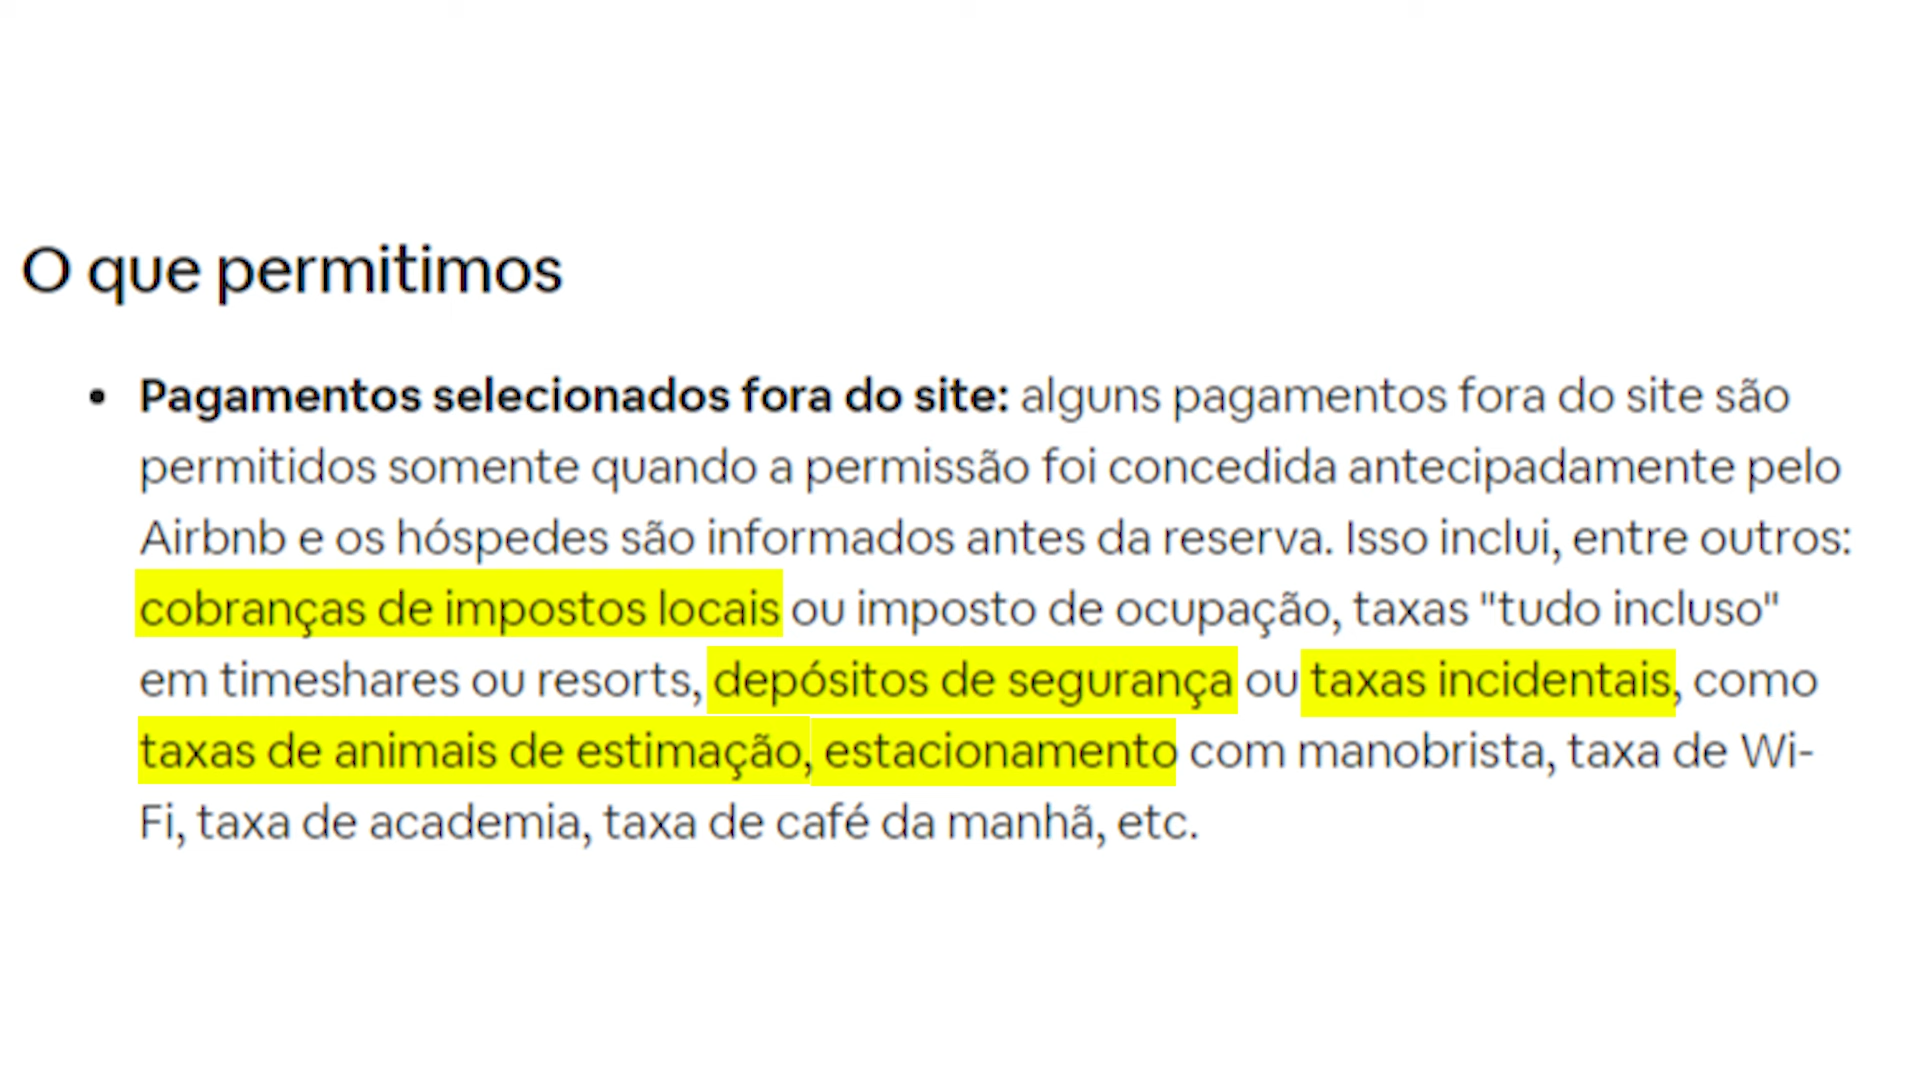 O que permitimos
• Pagamentos selecionados fora do site: alguns pagamentos fora do site são
permitidos somente quando a permissão foi concedida antecipadamente pelo
Airbnb e os hóspedes são informados antes da reserva. Isso inclui, entre outros:
cobranças de impostos locais ou imposto de ocupação, taxas "tudo incluso"
em timeshares ou resorts, depósitos de segurança ou taxas incidentais, como
taxas de animais de estimação, estacionamento com manobrista, taxa de Wi-
Fi, taxa de academia, taxa de café da manhã, etc.